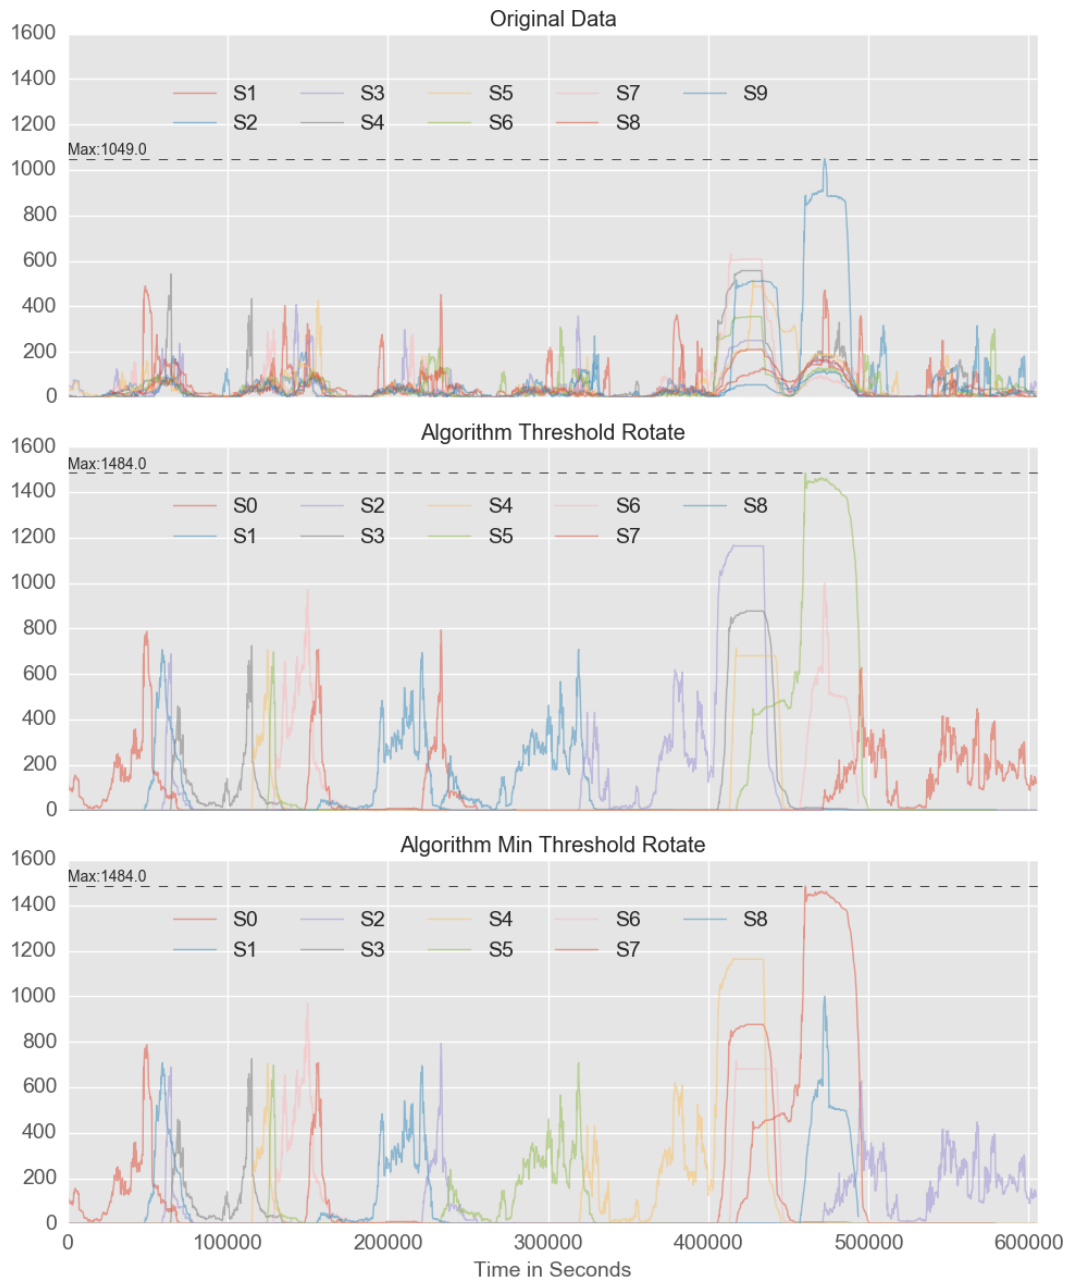 Original Data
1600
1400
1200
1000
800
600
400
200
0
Max:1049.0
S1 S3 S5 S7 S9
S2 S4 S6 S8
Algorithm Threshold Rotate
1600
1400
1200
1000
800
600
400
200
0
Max:1484.0
S0 S2 S4 S6 S8
S1 S3 S5 S7
Algorithm Min Threshold Rotate
1600
1400
1200
1000
800
600
400
200
0
Max:1484.0
S0 S2 S4 S6 S8
S1 S3 S5 S7
0 100000 200000 300000 400000 500000 600000
Time in Seconds